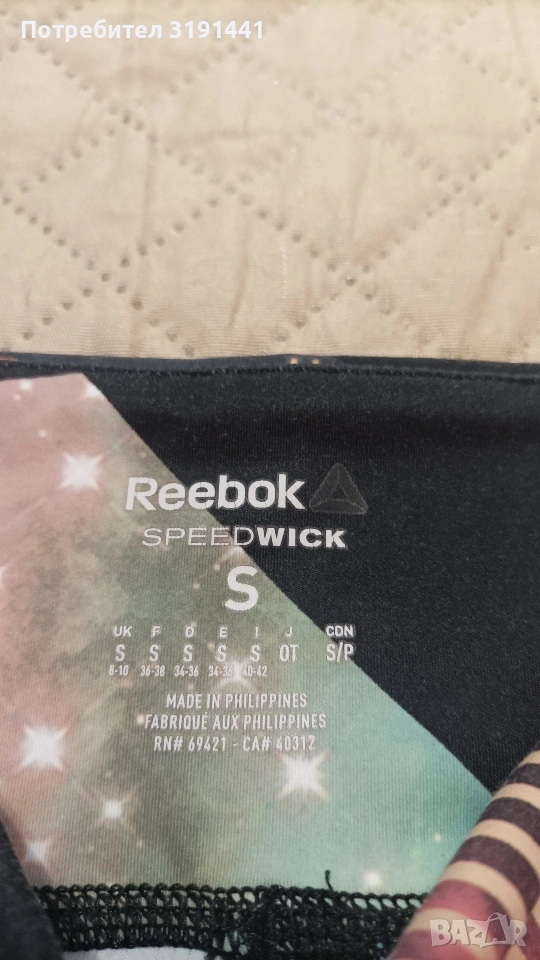 Потребител 3191441
Reebok
SPEEDWICK
S
UK F D E I J CDN
S S S S S OT S/P
8-10 36-38 34-36 34-36 40-42
MADE IN PHILIPPINES
FABRIQUÉ AUX PHILIPPINES
RN# 69421 - CA# 40312
BAZAR